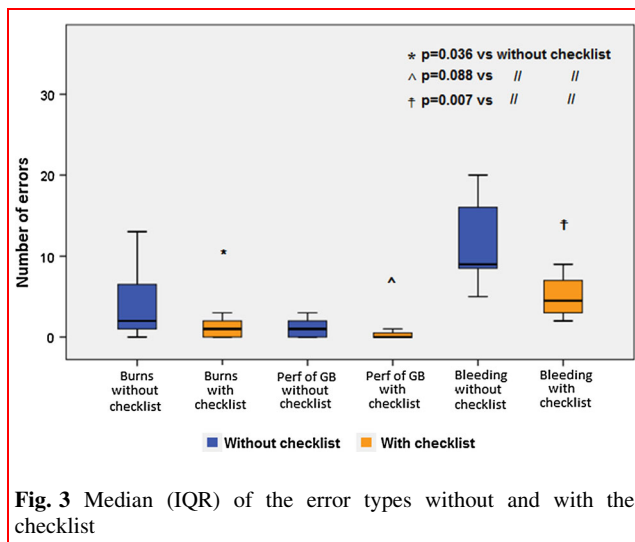 * p=0.036 vs without checklist
^ p=0.088 vs // //
† p=0.007 vs // //
Number of errors
30
20
10
0
Burns without checklist
Burns with checklist
Perf of GB without checklist
Perf of GB with checklist
Bleeding without checklist
Bleeding with checklist
*
^
†
Without checklist
With checklist
Fig. 3 Median (IQR) of the error types without and with the
checklist